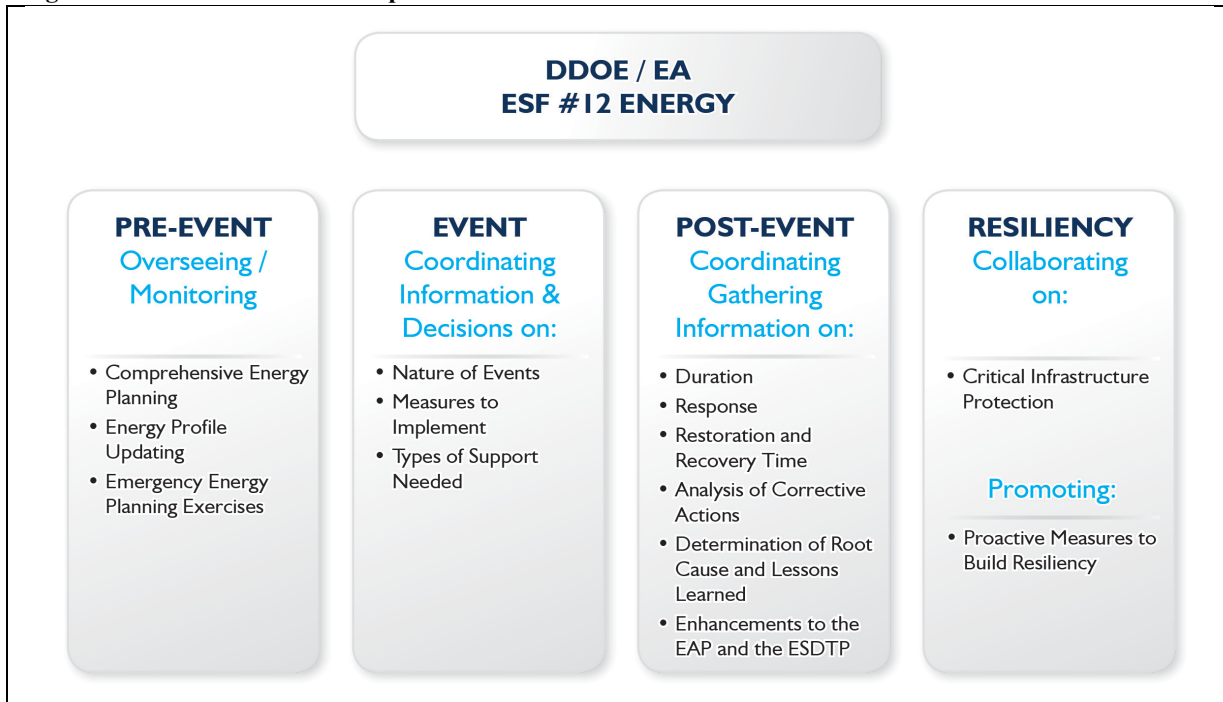 DDOE / EA
ESF #12 ENERGY
PRE-EVENT
Overseeing /
Monitoring
• Comprehensive Energy
Planning
• Energy Profile
Updating
• Emergency Energy
Planning Exercises
EVENT
Coordinating
Information &
Decisions on:
• Nature of Events
• Measures to
Implement
• Types of Support
Needed
POST-EVENT
Coordinating
Gathering
Information on:
• Duration
• Response
• Restoration and
Recovery Time
• Analysis of Corrective
Actions
• Determination of Root
Cause and Lessons
Learned
• Enhancements to the
EAP and the ESDTP
RESILIENCY
Collaborating
on:
• Critical Infrastructure
Protection
Promoting:
• Proactive Measures to
Build Resiliency